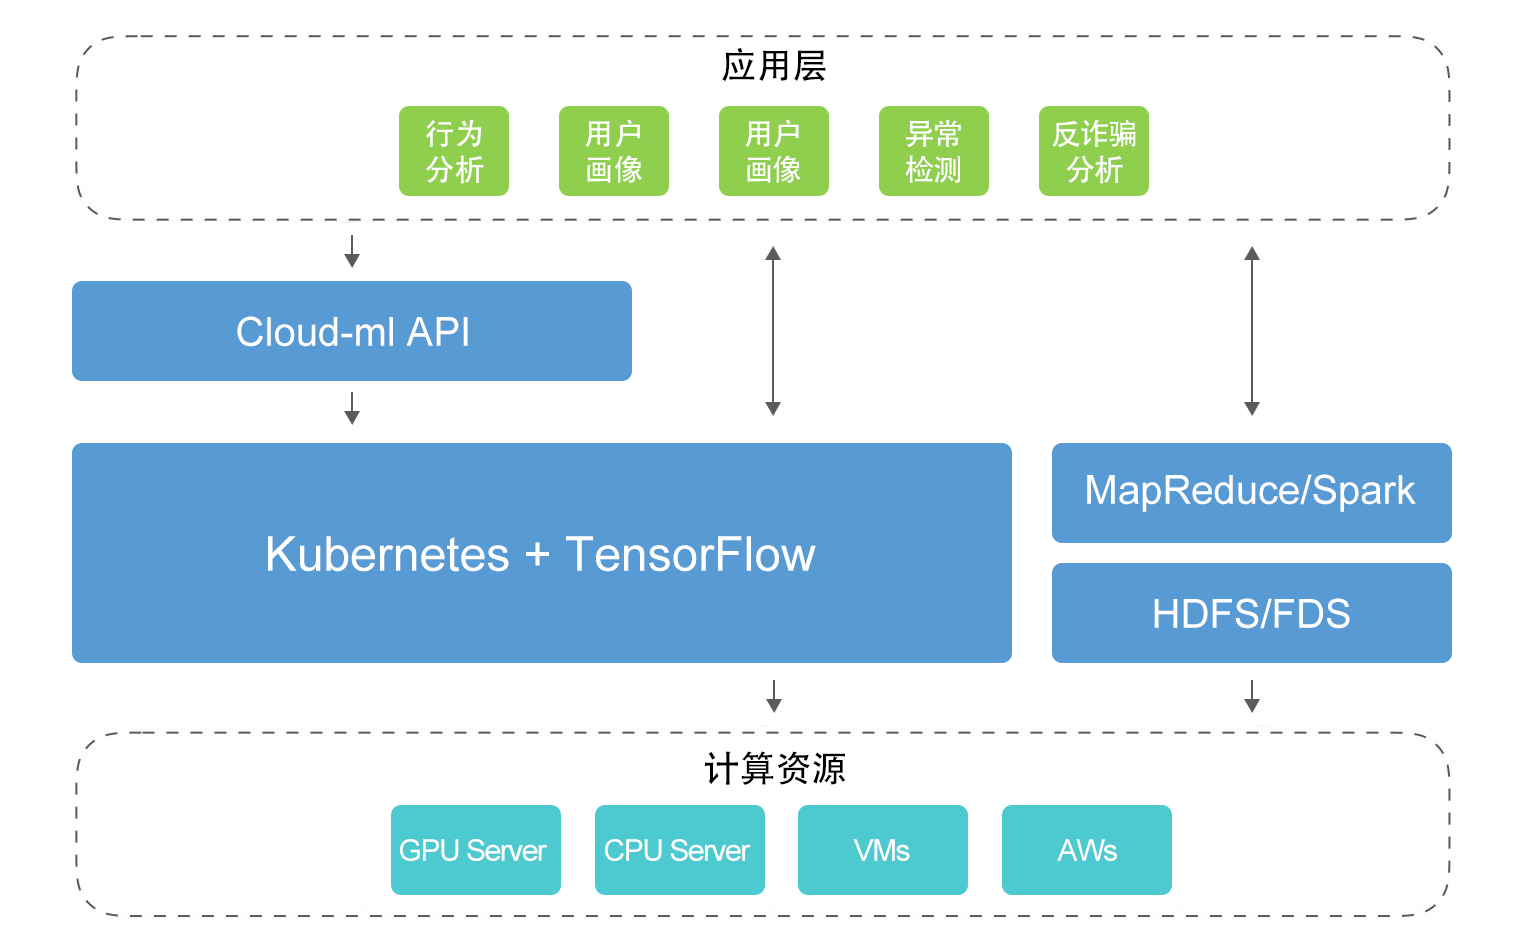 应用层
行为
分析
用户
画像
用户
画像
异常
检测
反诈骗
分析
Cloud-ml API
Kubernetes + TensorFlow
MapReduce/Spark
HDFS/FDS
计算资源
GPU Server
CPU Server
VMs
AWs